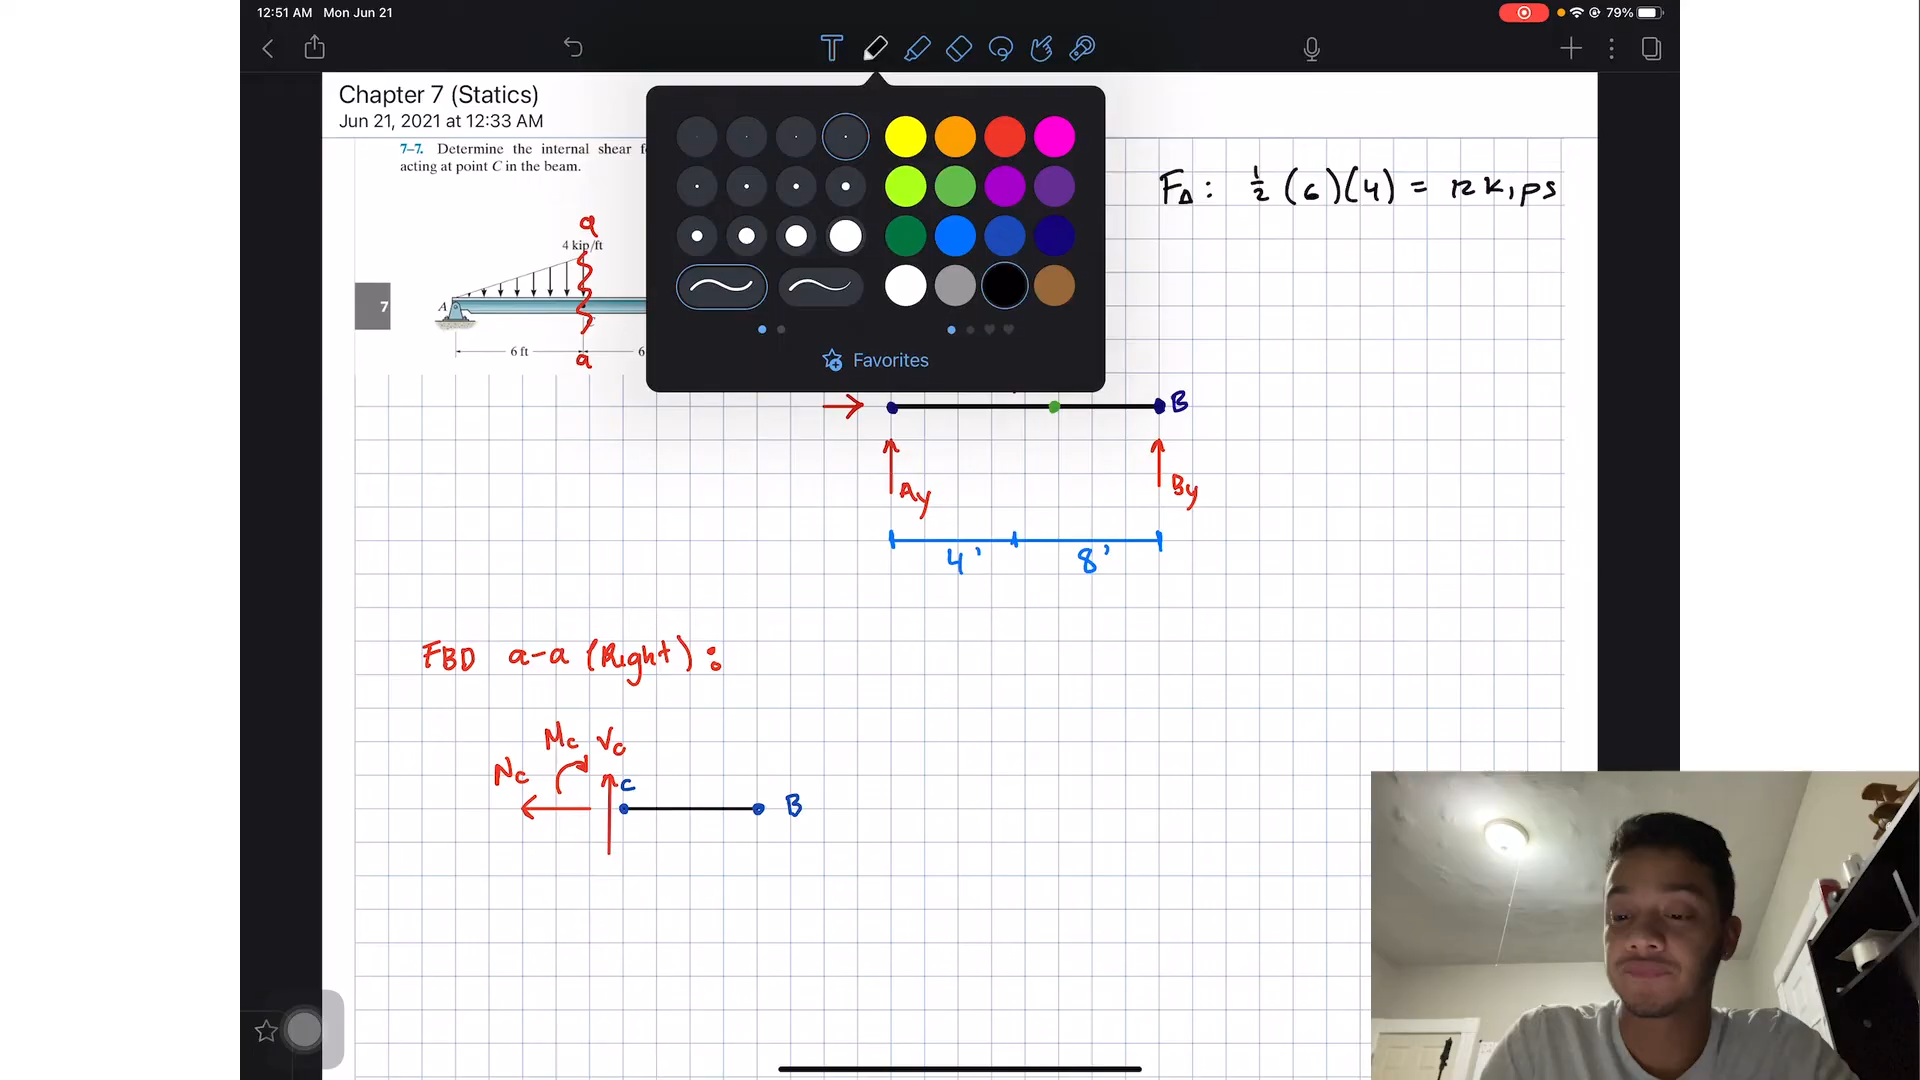 12:51 AM Mon Jun 21
79%
T
Chapter 7 (Statics)
Jun 21, 2021 at 12:33 AM
7–7. Determine the internal shear
acting at point C in the beam.
F△: ½ (6)(4) = 12 kips
a
4 kip/ft
7
A
C
6 ft
6
a
Favorites
B
Ay
By
4'
8'
FBD a-a (Right):
Mc Vc
Nc
C
B